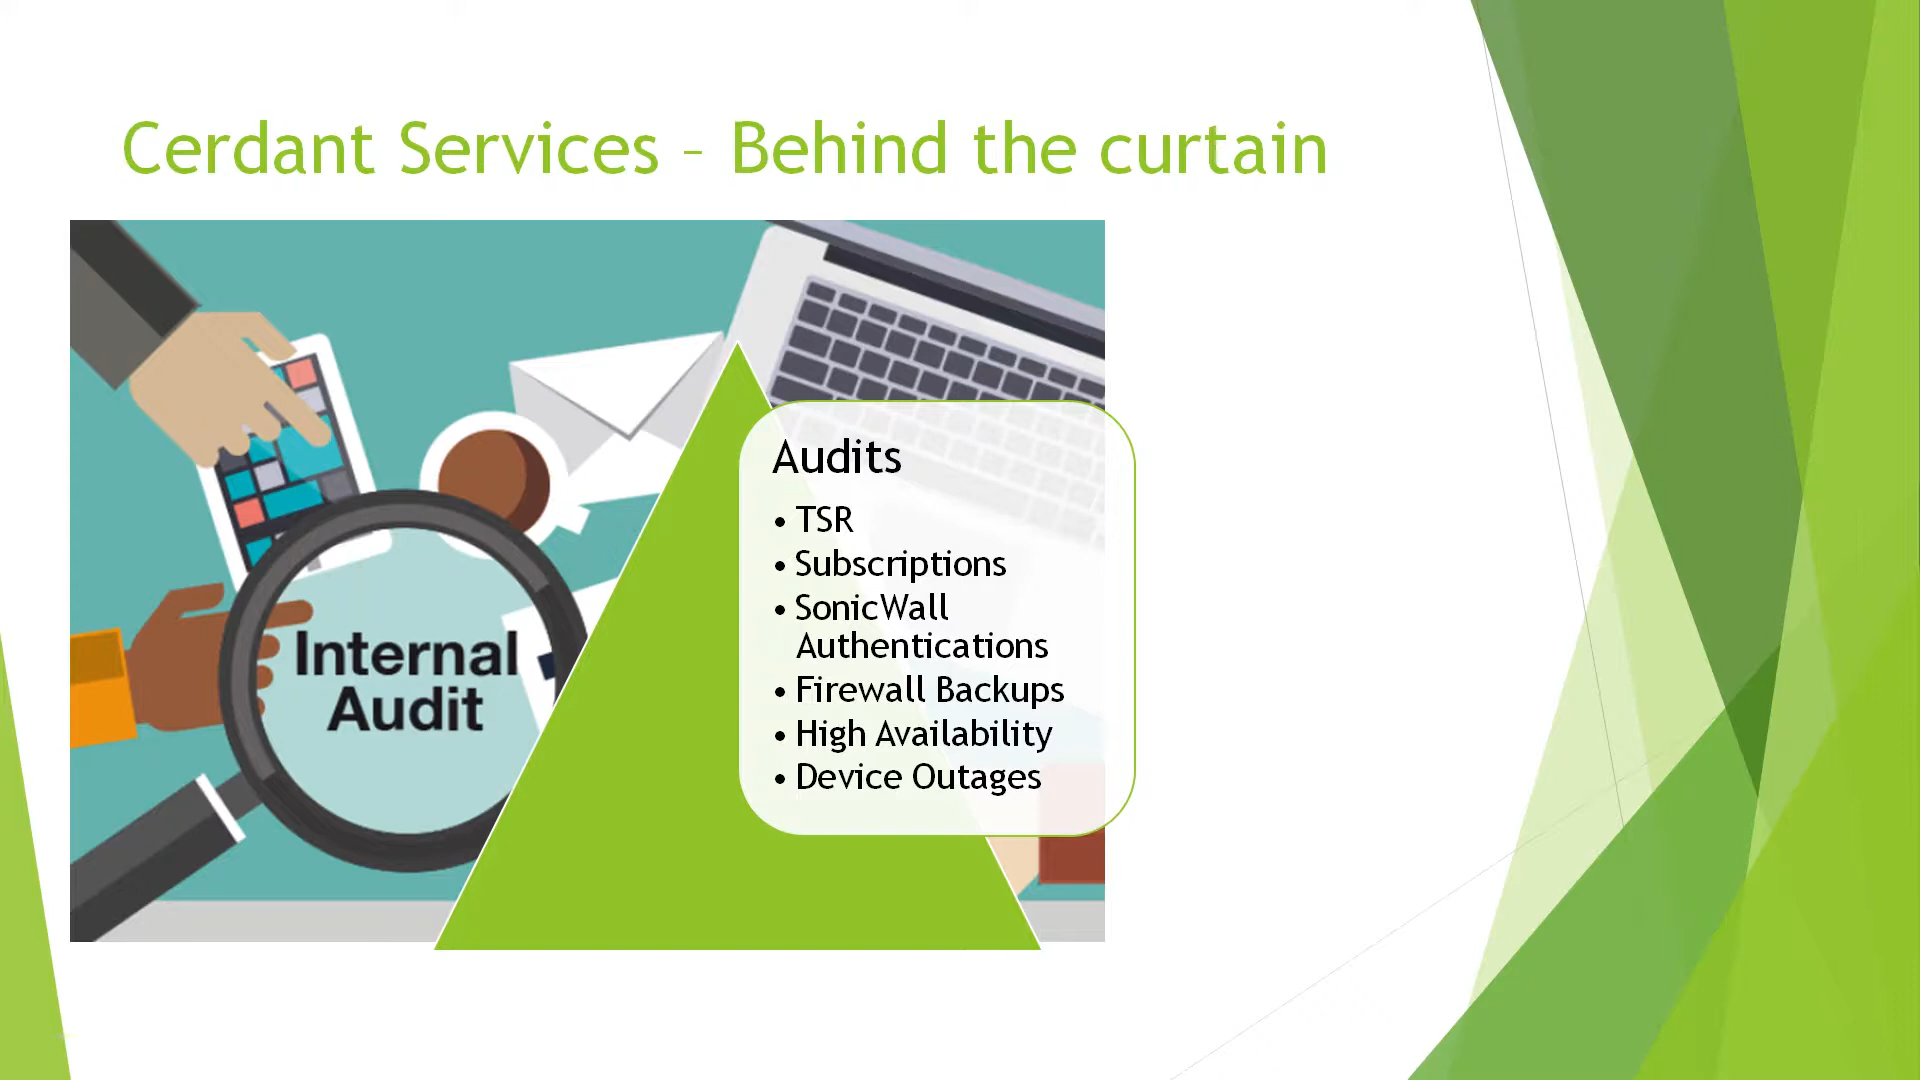 Cerdant Services – Behind the curtain
Internal
Audit
Audits
• TSR
• Subscriptions
• SonicWall
Authentications
• Firewall Backups
• High Availability
• Device Outages